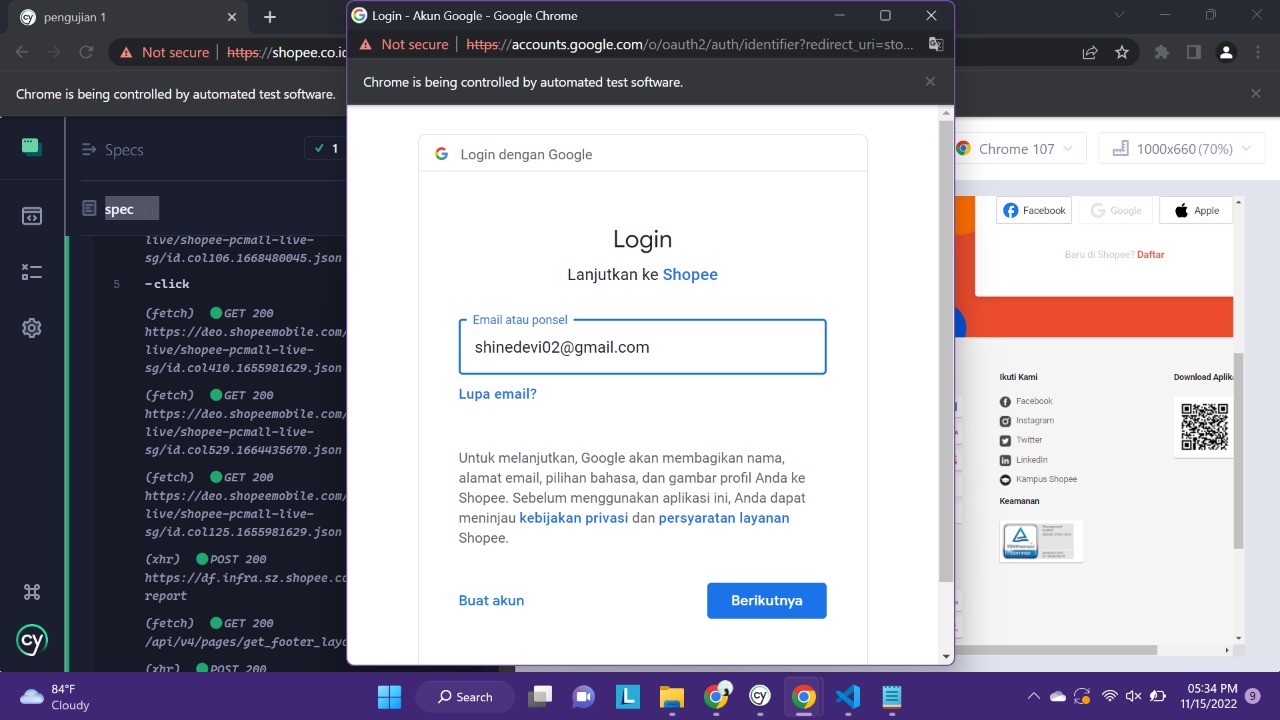 pengujian 1
Not secure
https://shopee.co.id
Chrome is being controlled by automated test software.
Specs
1
spec
live/shopee-pcmall-live-
sg/id.col106.1668480045.json
5 -click
(fetch) GET 200
https://deo.shopeemobile.com/
live/shopee-pcmall-live-
sg/id.col410.1655981629.json
(fetch) GET 200
https://deo.shopeemobile.com/
live/shopee-pcmall-live-
sg/id.col529.1664435670.json
(fetch) GET 200
https://deo.shopeemobile.com/
live/shopee-pcmall-live-
sg/id.col125.1655981629.json
(xhr) POST 200
https://df.infra.sz.shopee.co
report
(fetch) GET 200
/api/v4/pages/get_footer_layo
(xhr) POST 200
cy
Login - Akun Google - Google Chrome
Not secure
https://accounts.google.com/o/oauth2/auth/identifier?redirect_uri=sto...
Chrome is being controlled by automated test software.
Login dengan Google
Login
Lanjutkan ke Shopee
Email atau ponsel
shinedevi02@gmail.com
Lupa email?
Untuk melanjutkan, Google akan membagikan nama,
alamat email, pilihan bahasa, dan gambar profil Anda ke
Shopee. Sebelum menggunakan aplikasi ini, Anda dapat
meninjau kebijakan privasi dan persyaratan layanan
Shopee.
Buat akun
Berikutnya
Chrome 107
1000x660 (70%)
Facebook
Google
Apple
Baru di Shopee? Daftar
Ikuti Kami
Facebook
Instagram
Twitter
LinkedIn
Kampus Shopee
Keamanan
Download Aplik
84°F
Cloudy
Search
05:34 PM
11/15/2022
9